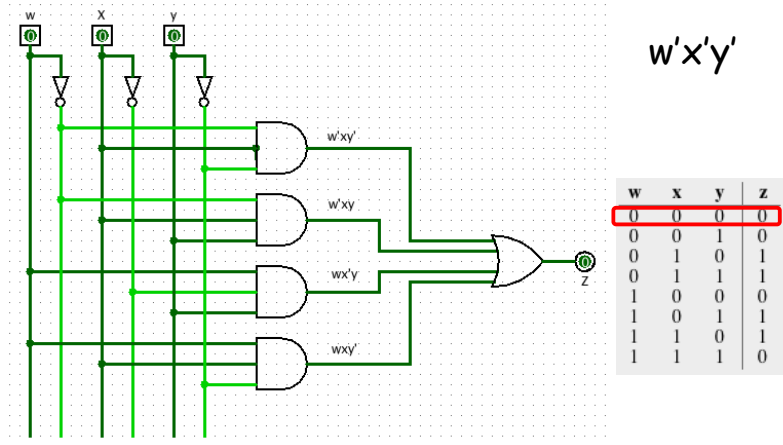 w X y
0 0 0
w'x'y'
w'xy'
w'xy
wx'y
wxy'
0
Z
w x y z
0 0 0 0
0 0 1 0
0 1 0 1
0 1 1 1
1 0 0 0
1 0 1 1
1 1 0 1
1 1 1 0